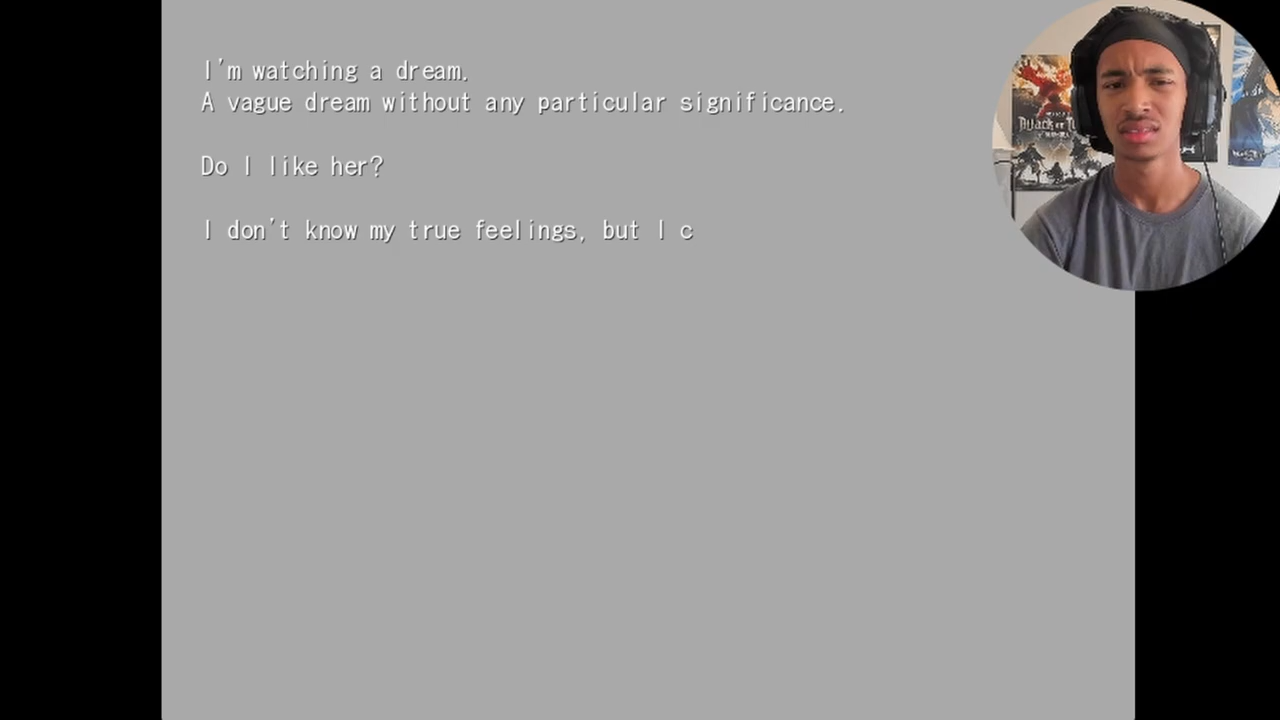 I'm watching a dream.
A vague dream without any particular significance.
Do I like her?
I don't know my true feelings, but I c